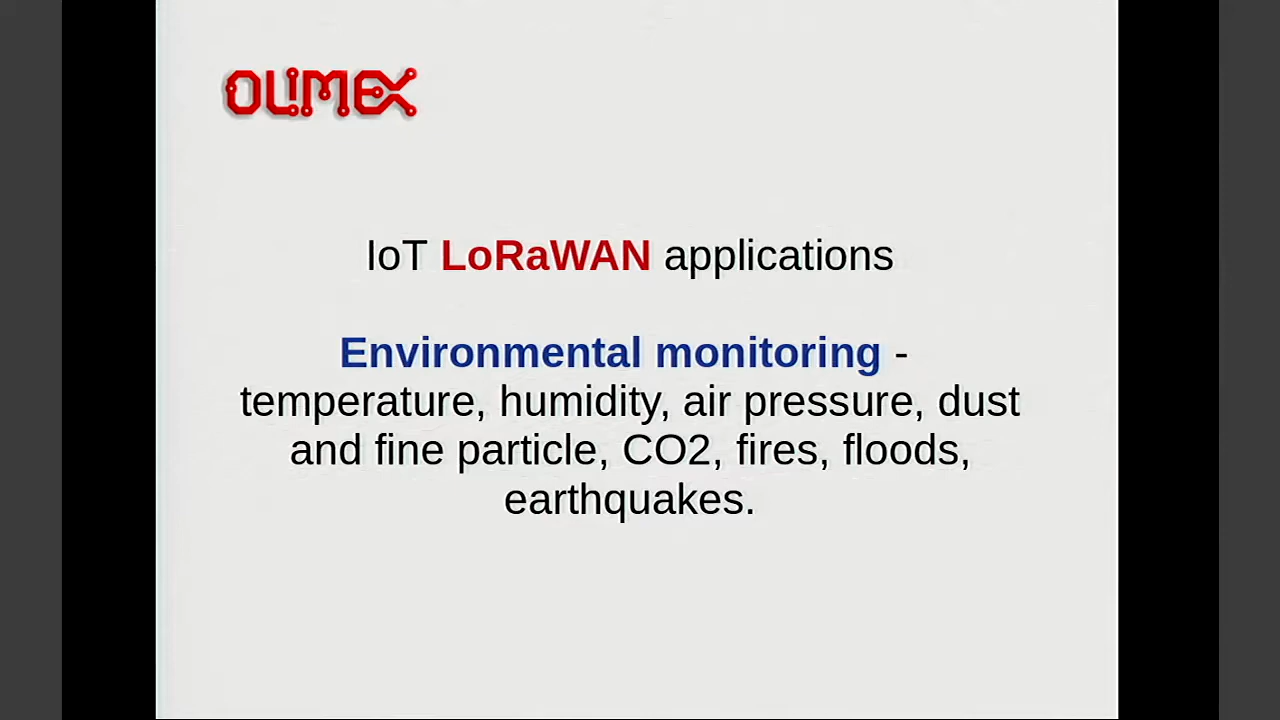 OLIMEX
IoT LoRaWAN applications
Environmental monitoring -
temperature, humidity, air pressure, dust
and fine particle, CO2, fires, floods,
earthquakes.